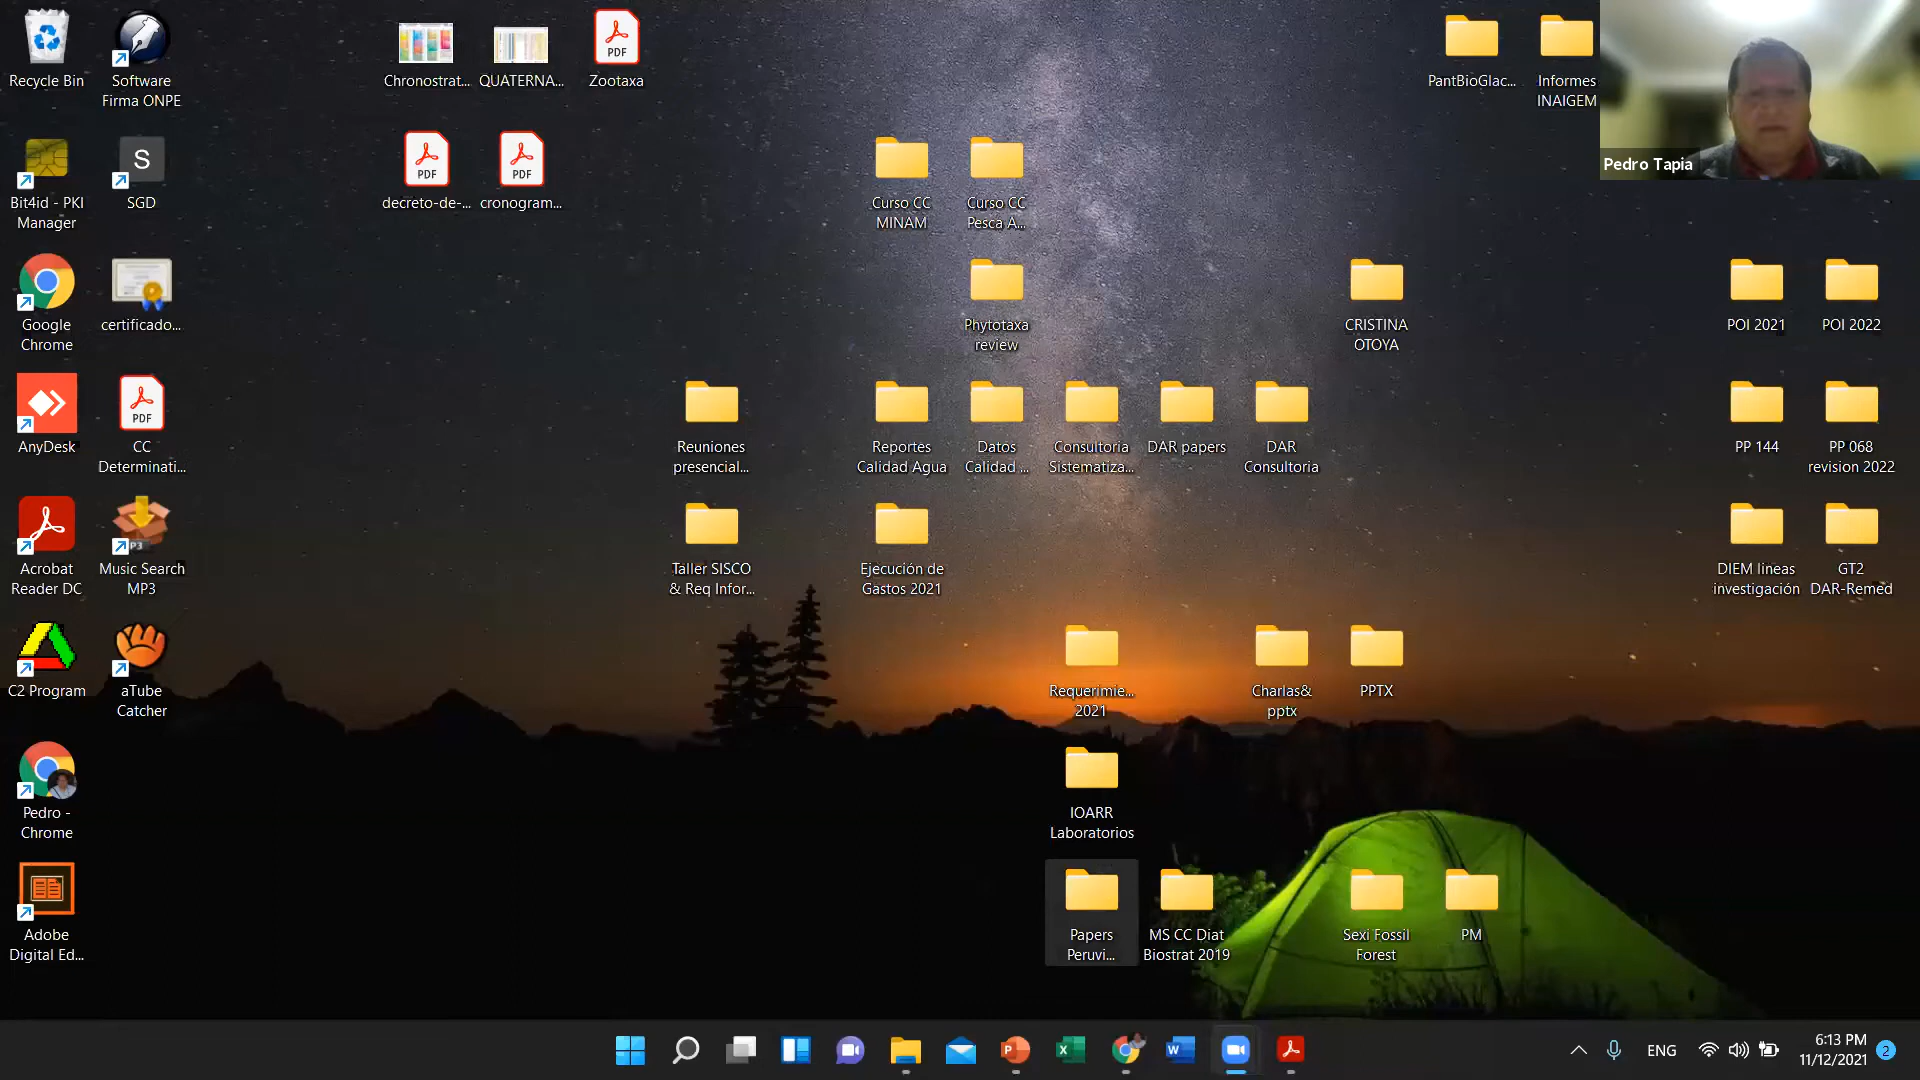 Recycle Bin
Software
Firma ONPE
Chronostrat...
QUATERNA...
PDF
Zootaxa
PantBioGlac...
Informes
INAIGEM
Pedro Tapia
Bit4id - PKI
Manager
S
SGD
PDF
decreto-de-...
PDF
cronogram...
Curso CC
MINAM
Curso CC
Pesca A...
Google
Chrome
certificado...
Phytotaxa
review
CRISTINA
OTOYA
POI 2021
POI 2022
AnyDesk
PDF
CC
Determinati...
Reuniones
presencial...
Reportes
Calidad Agua
Datos
Calidad ...
Consultoria
Sistematiza...
DAR papers
DAR
Consultoria
PP 144
PP 068
revision 2022
Acrobat
Reader DC
P3
Music Search
MP3
Taller SISCO
& Req Infor...
Ejecución de
Gastos 2021
DIEM lineas
investigación
GT2
DAR-Remed
C2 Program
aTube
Catcher
Requerimie...
2021
Charlas&
pptx
PPTX
Pedro -
Chrome
IOARR
Laboratorios
Adobe
Digital Ed...
Papers
Peruvi...
MS CC Diat
Biostrat 2019
Sexi Fossil
Forest
PM
P
X
W
ENG
6:13 PM
11/12/2021
2